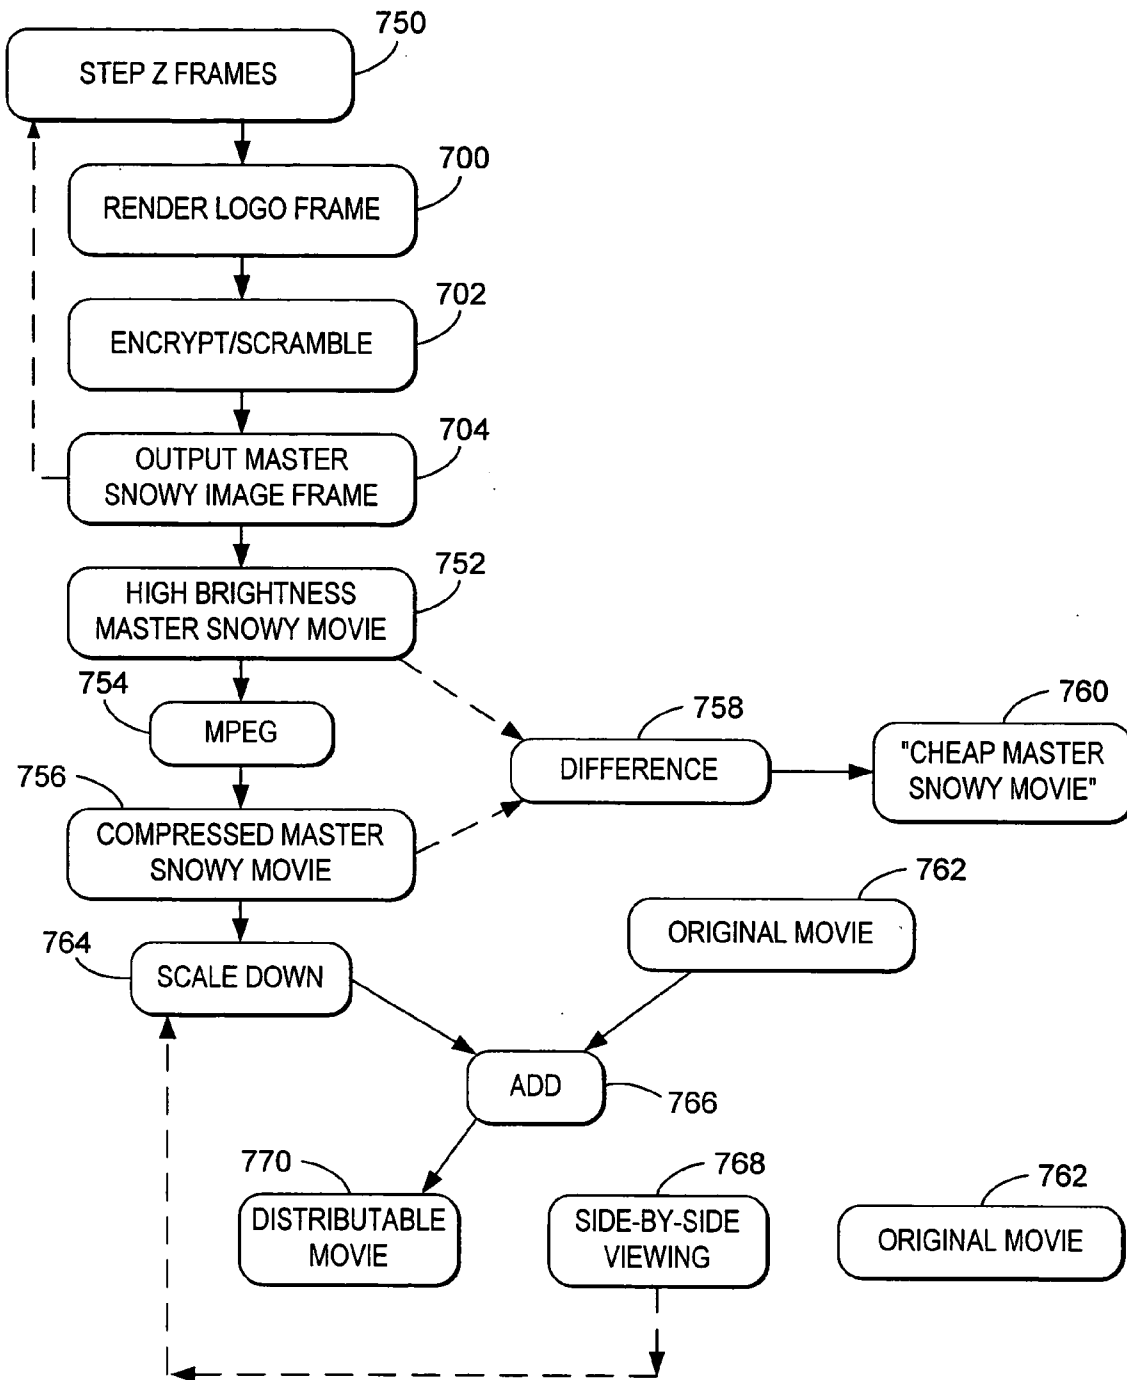 750
STEP Z FRAMES
700
RENDER LOGO FRAME
702
ENCRYPT/SCRAMBLE
704
OUTPUT MASTER
SNOWY IMAGE FRAME
752
HIGH BRIGHTNESS
MASTER SNOWY MOVIE
754
MPEG
758
DIFFERENCE
760
"CHEAP MASTER
SNOWY MOVIE"
756
COMPRESSED MASTER
SNOWY MOVIE
762
ORIGINAL MOVIE
764
SCALE DOWN
ADD
766
770
DISTRIBUTABLE
MOVIE
768
SIDE-BY-SIDE
VIEWING
762
ORIGINAL MOVIE